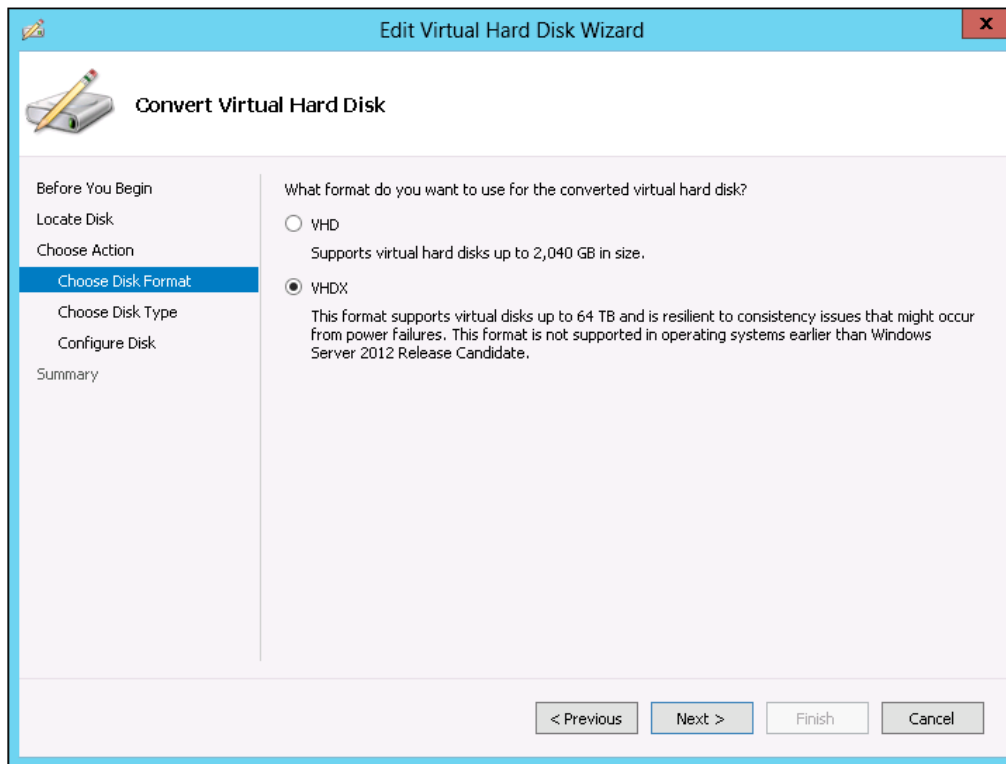 Edit Virtual Hard Disk Wizard
x
Convert Virtual Hard Disk
Before You Begin
Locate Disk
Choose Action
Choose Disk Format
Choose Disk Type
Configure Disk
Summary
What format do you want to use for the converted virtual hard disk?
VHD
Supports virtual hard disks up to 2,040 GB in size.
VHDX
This format supports virtual disks up to 64 TB and is resilient to consistency issues that might occur
from power failures. This format is not supported in operating systems earlier than Windows
Server 2012 Release Candidate.
< Previous
Next >
Finish
Cancel